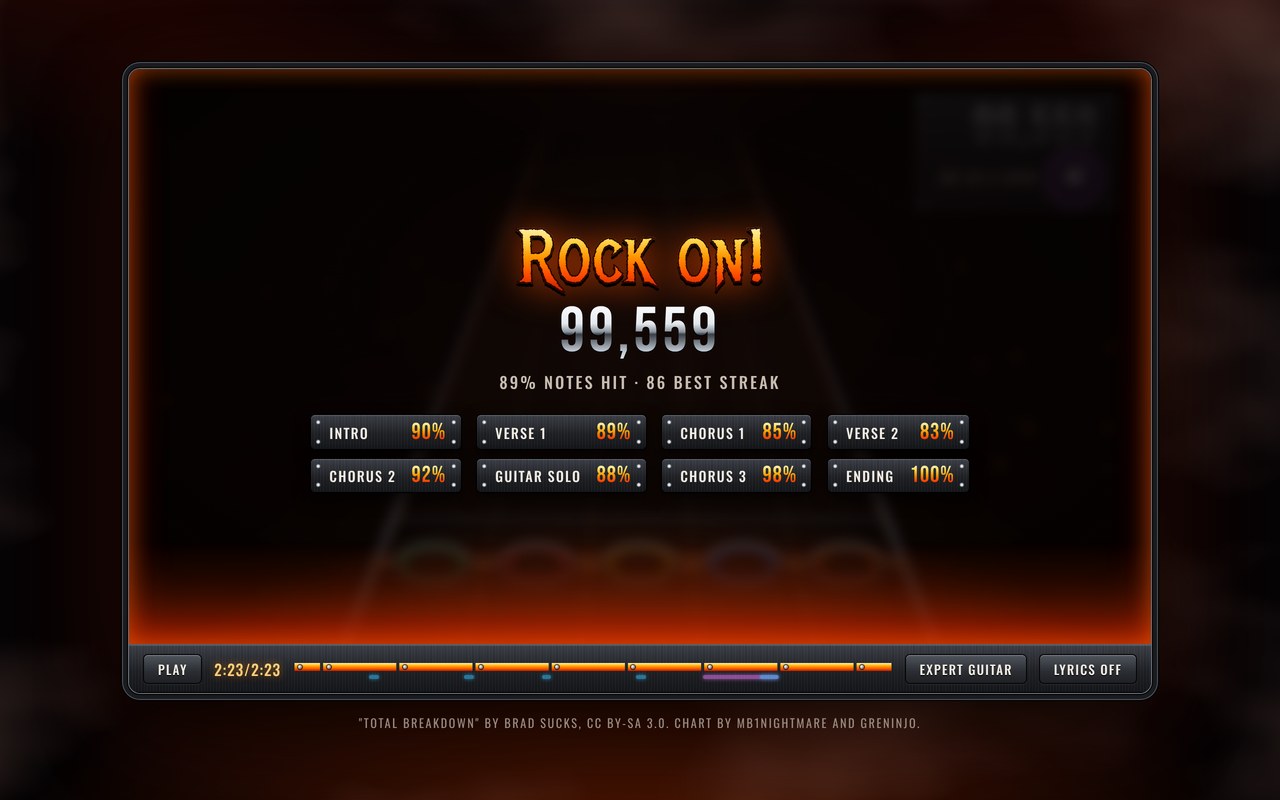 Rock on!
99,559
89% NOTES HIT · 86 BEST STREAK
INTRO 90% VERSE 1 89% CHORUS 1 85% VERSE 2 83%
CHORUS 2 92% GUITAR SOLO 88% CHORUS 3 98% ENDING 100%
PLAY 2:23/2:23 EXPERT GUITAR LYRICS OFF
"TOTAL BREAKDOWN" BY BRAD SUCKS, CC BY-SA 3.0. CHART BY MB1NIGHTMARE AND GRENINJO.